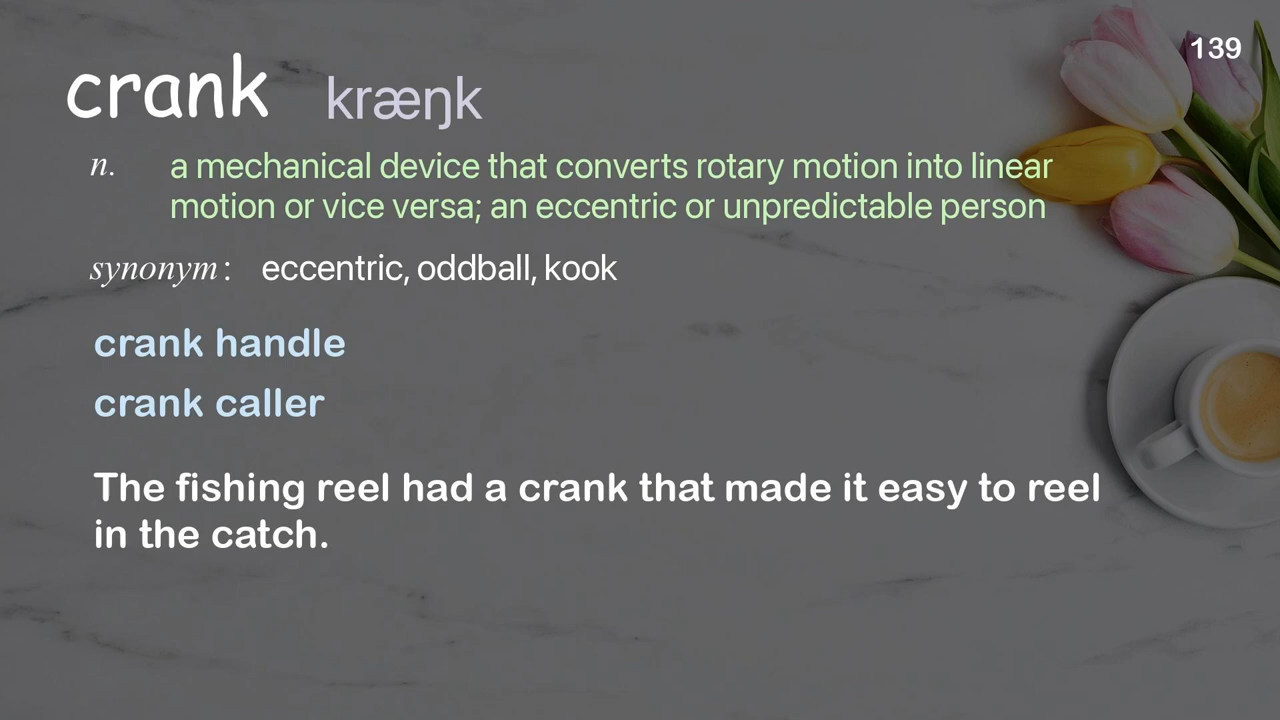 139
crank kræŋk
n. a mechanical device that converts rotary motion into linear
motion or vice versa; an eccentric or unpredictable person
synonym: eccentric, oddball, kook
crank handle
crank caller
The fishing reel had a crank that made it easy to reel
in the catch.